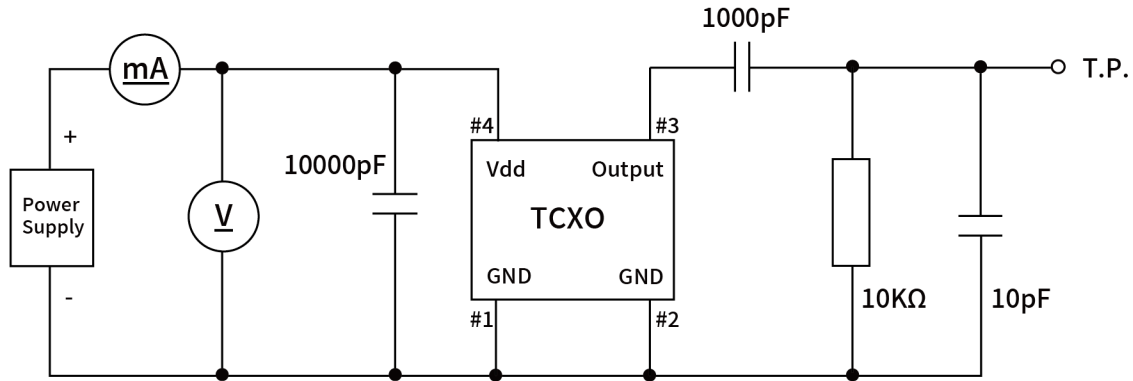 1000pF
mA
T.P.
+
#4
#3
10000pF
Vdd
Output
Power
Supply
V
TCXO
GND
GND
-
10KΩ
10pF
#1
#2